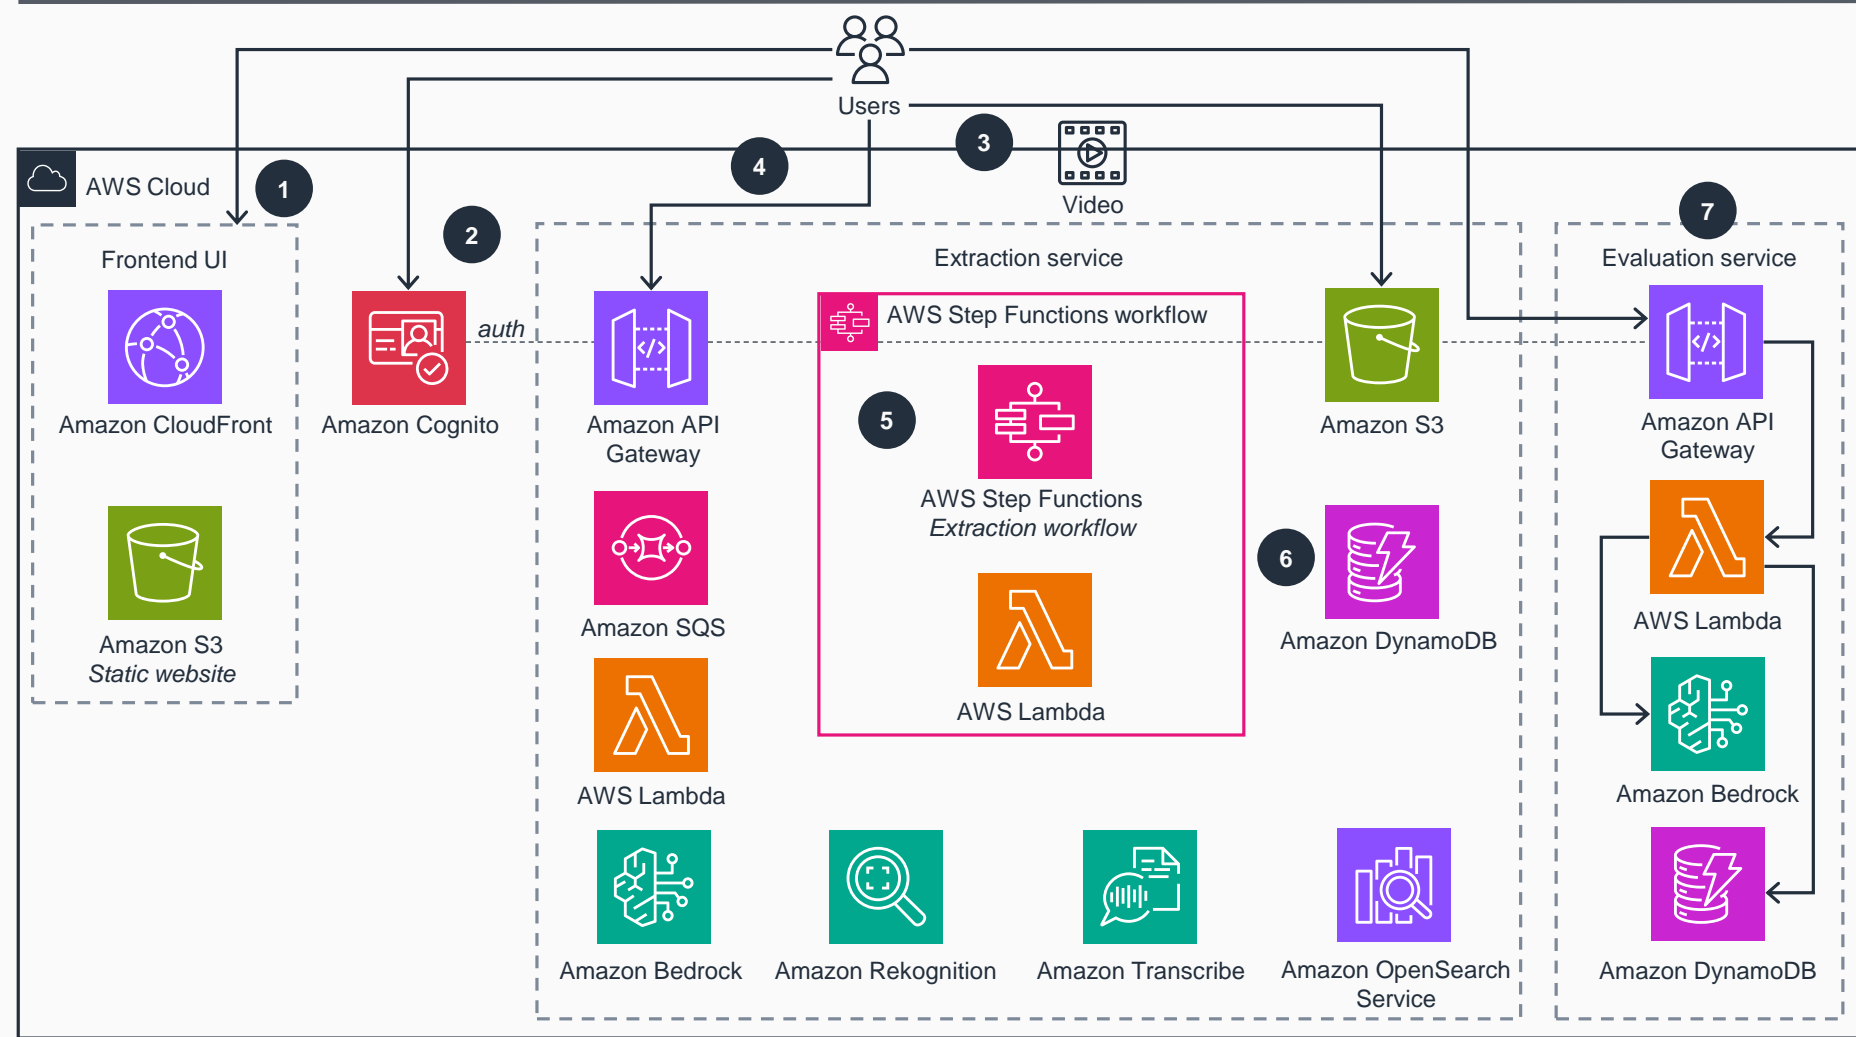 Users
3
4
Video
AWS Cloud
1
2
7
Frontend UI
Extraction service
Evaluation service
auth
AWS Step Functions workflow
Amazon CloudFront
Amazon Cognito
Amazon API
Gateway
5
Amazon S3
Amazon API
Gateway
AWS Step Functions
Extraction workflow
6
Amazon S3
Static website
Amazon SQS
Amazon DynamoDB
AWS Lambda
AWS Lambda
AWS Lambda
Amazon Bedrock
Amazon Bedrock
Amazon Rekognition
Amazon Transcribe
Amazon OpenSearch
Service
Amazon DynamoDB